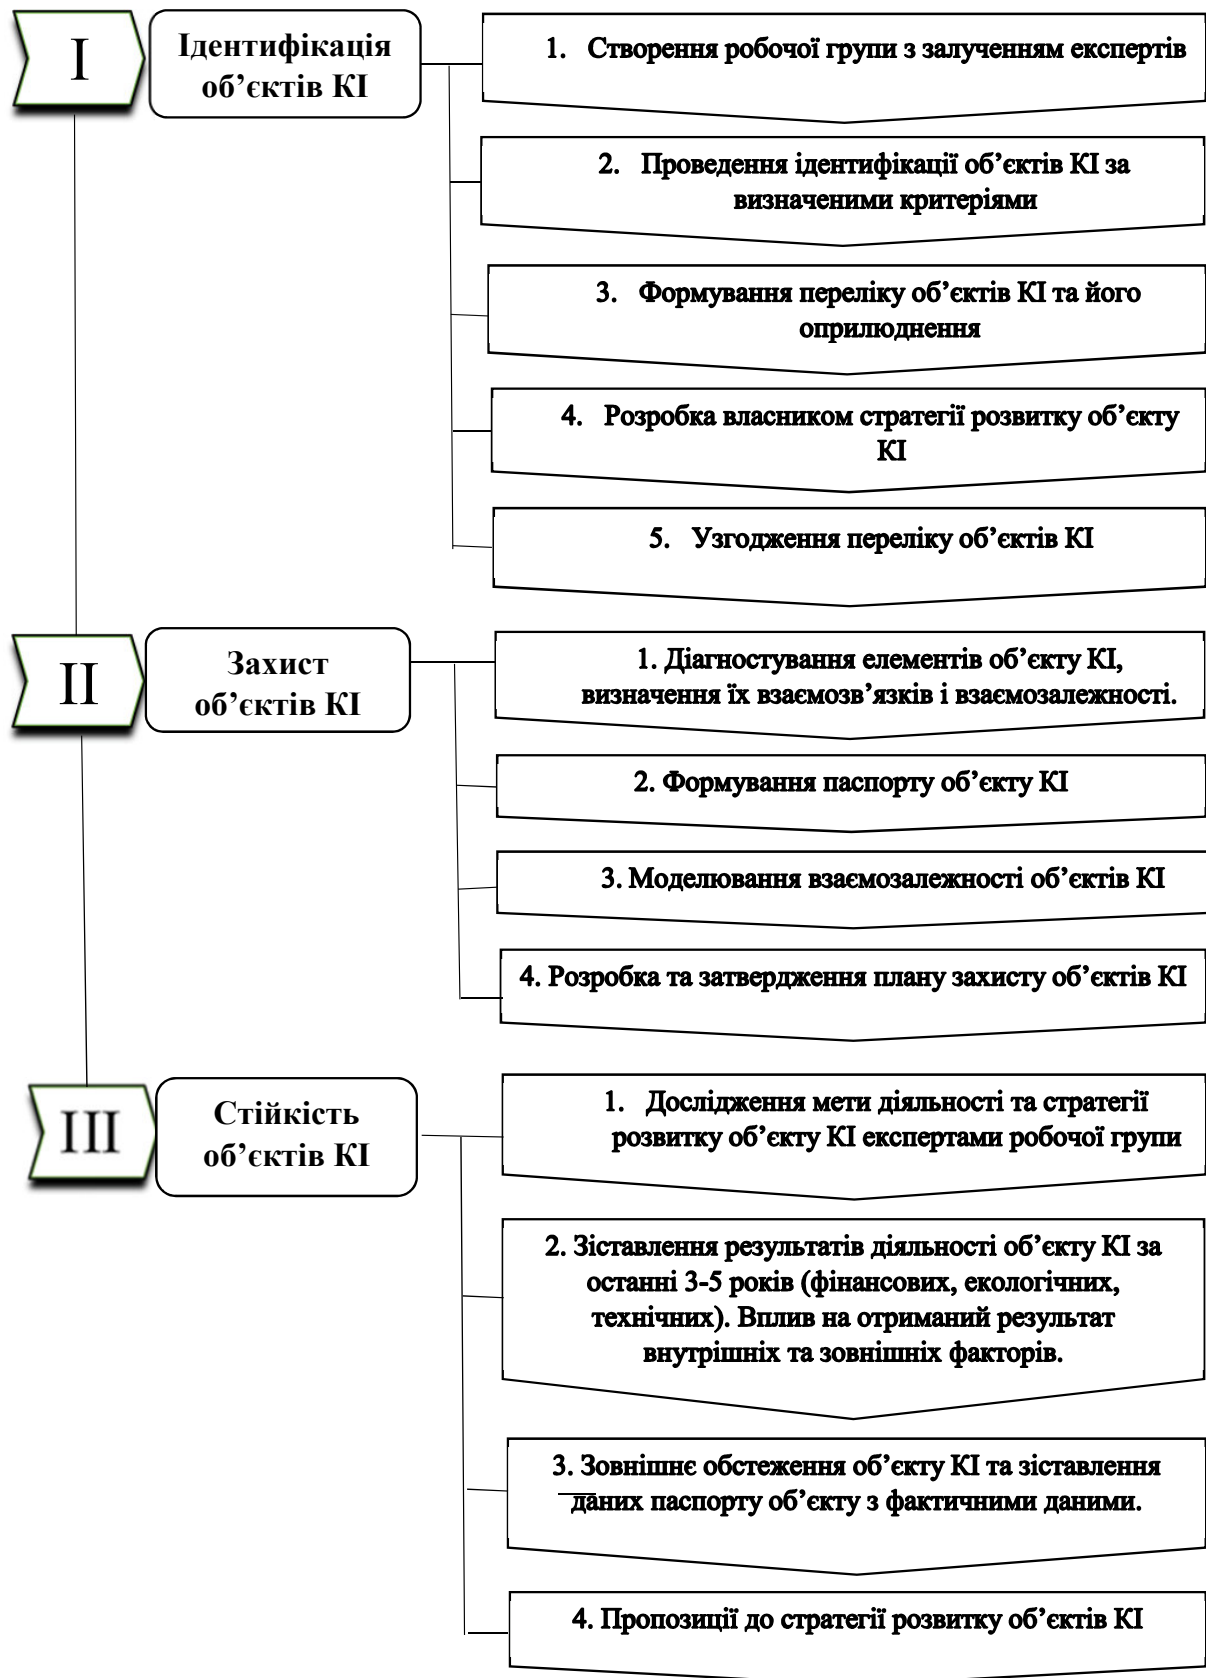 I
Ідентифікація
об’єктів КІ
1. Створення робочої групи з залученням експертів
2. Проведення ідентифікації об’єктів КІ за
визначеними критеріями
3. Формування переліку об’єктів КІ та його
оприлюднення
4. Розробка власником стратегії розвитку об’єкту
КІ
5. Узгодження переліку об’єктів КІ
II
Захист
об’єктів КІ
1. Діагностування елементів об’єкту КІ,
визначення їх взаємозв’язків і взаємозалежності.
2. Формування паспорту об’єкту КІ
3. Моделювання взаємозалежності об’єктів КІ
4. Розробка та затвердження плану захисту об’єктів КІ
III
Стійкість
об’єктів КІ
1. Дослідження мети діяльності та стратегії
розвитку об’єкту КІ експертами робочої групи
2. Зіставлення результатів діяльності об’єкту КІ за
останні 3-5 років (фінансових, екологічних,
технічних). Вплив на отриманий результат
внутрішніх та зовнішніх факторів.
3. Зовнішнє обстеження об’єкту КІ та зіставлення
даних паспорту об’єкту з фактичними даними.
4. Пропозиції до стратегії розвитку об’єктів КІ